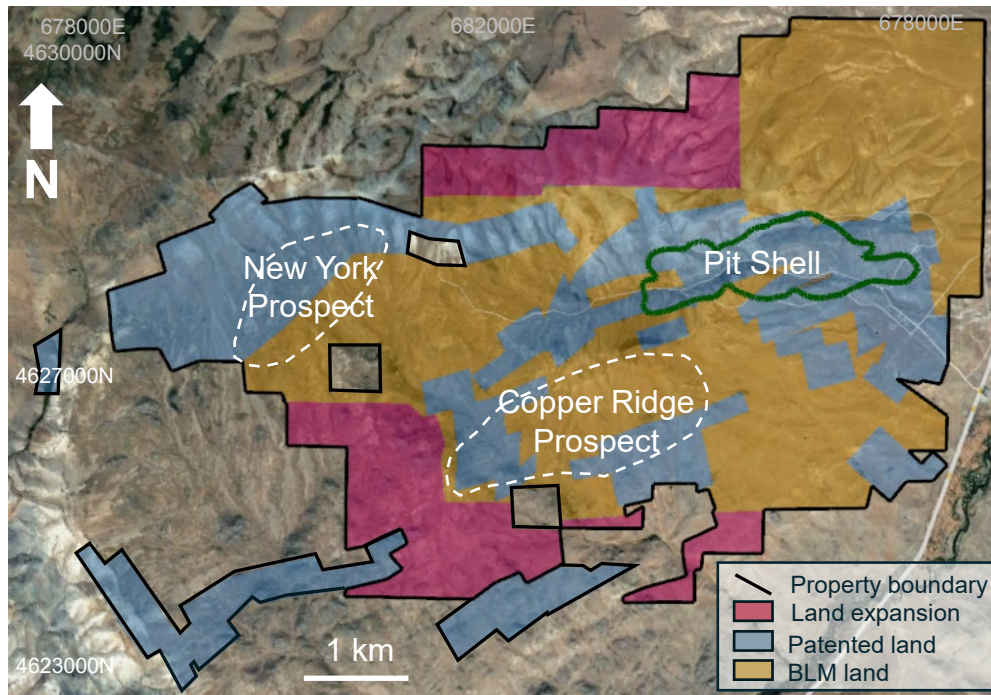 678000E
682000E
678000E
4630000N
N
New York
Prospect
Pit Shell
4627000N
Copper Ridge
Prospect
4623000N
1 km
Property boundary
Land expansion
Patented land
BLM land